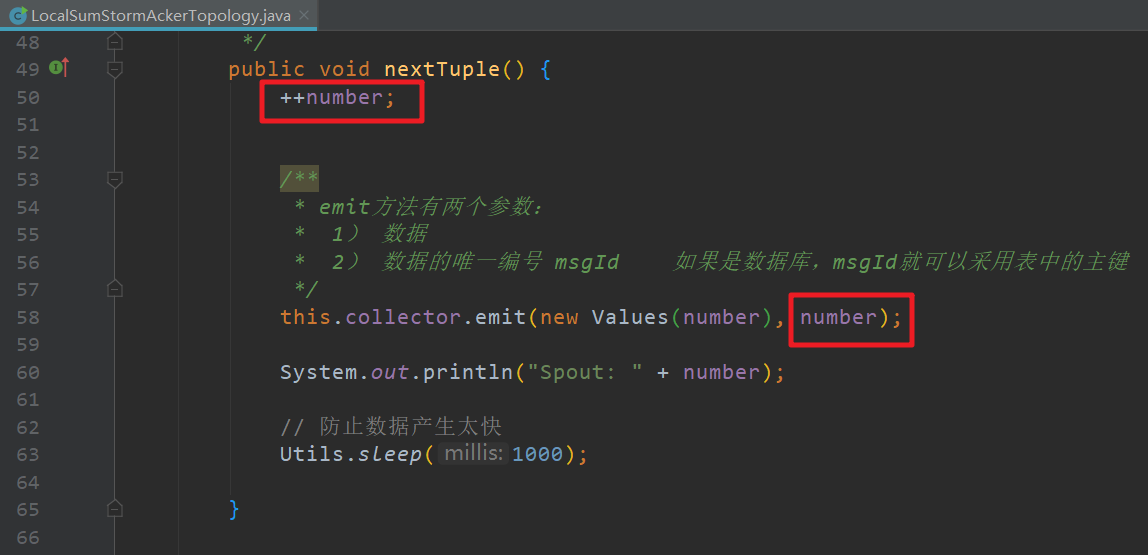 LocalSumStormAckerTopology.java
48 */
49 public void nextTuple() {
50 ++number;
51
52
53 /**
54 * emit方法有两个参数:
55 * 1） 数据
56 * 2） 数据的唯一编号 msgId 如果是数据库，msgId就可以采用表中的主键
57 */
58 this.collector.emit(new Values(number), number);
59
60 System.out.println("Spout: " + number);
61
62 // 防止数据产生太快
63 Utils.sleep( millis: 1000);
64
65 }
66